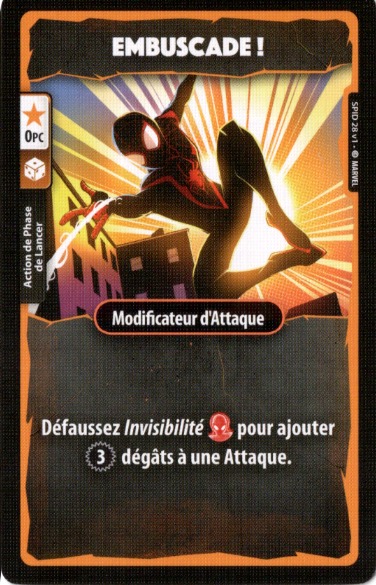 EMBUSCADE !
0PC
Action de Phase
de Lancer
SPID 28 v1 - © MARVEL
Modificateur d'Attaque
Défaussez Invisibilité pour ajouter
3 dégâts à une Attaque.